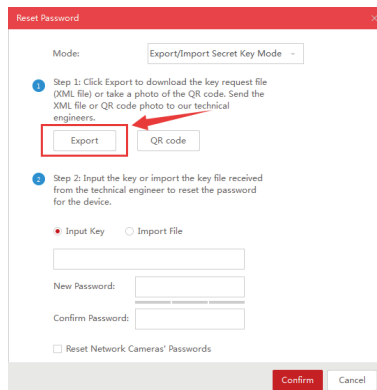 Reset Password
Mode: Export/Import Secret Key Mode
1 Step 1: Click Export to download the key request file
(XML file) or take a photo of the QR code. Send the
XML file or QR code photo to our technical
engineers.
Export QR code
2 Step 2: Input the key or import the key file received
from the technical engineer to reset the password
for the device.
Input Key Import File
New Password:
Confirm Password:
Reset Network Cameras' Passwords
Confirm Cancel